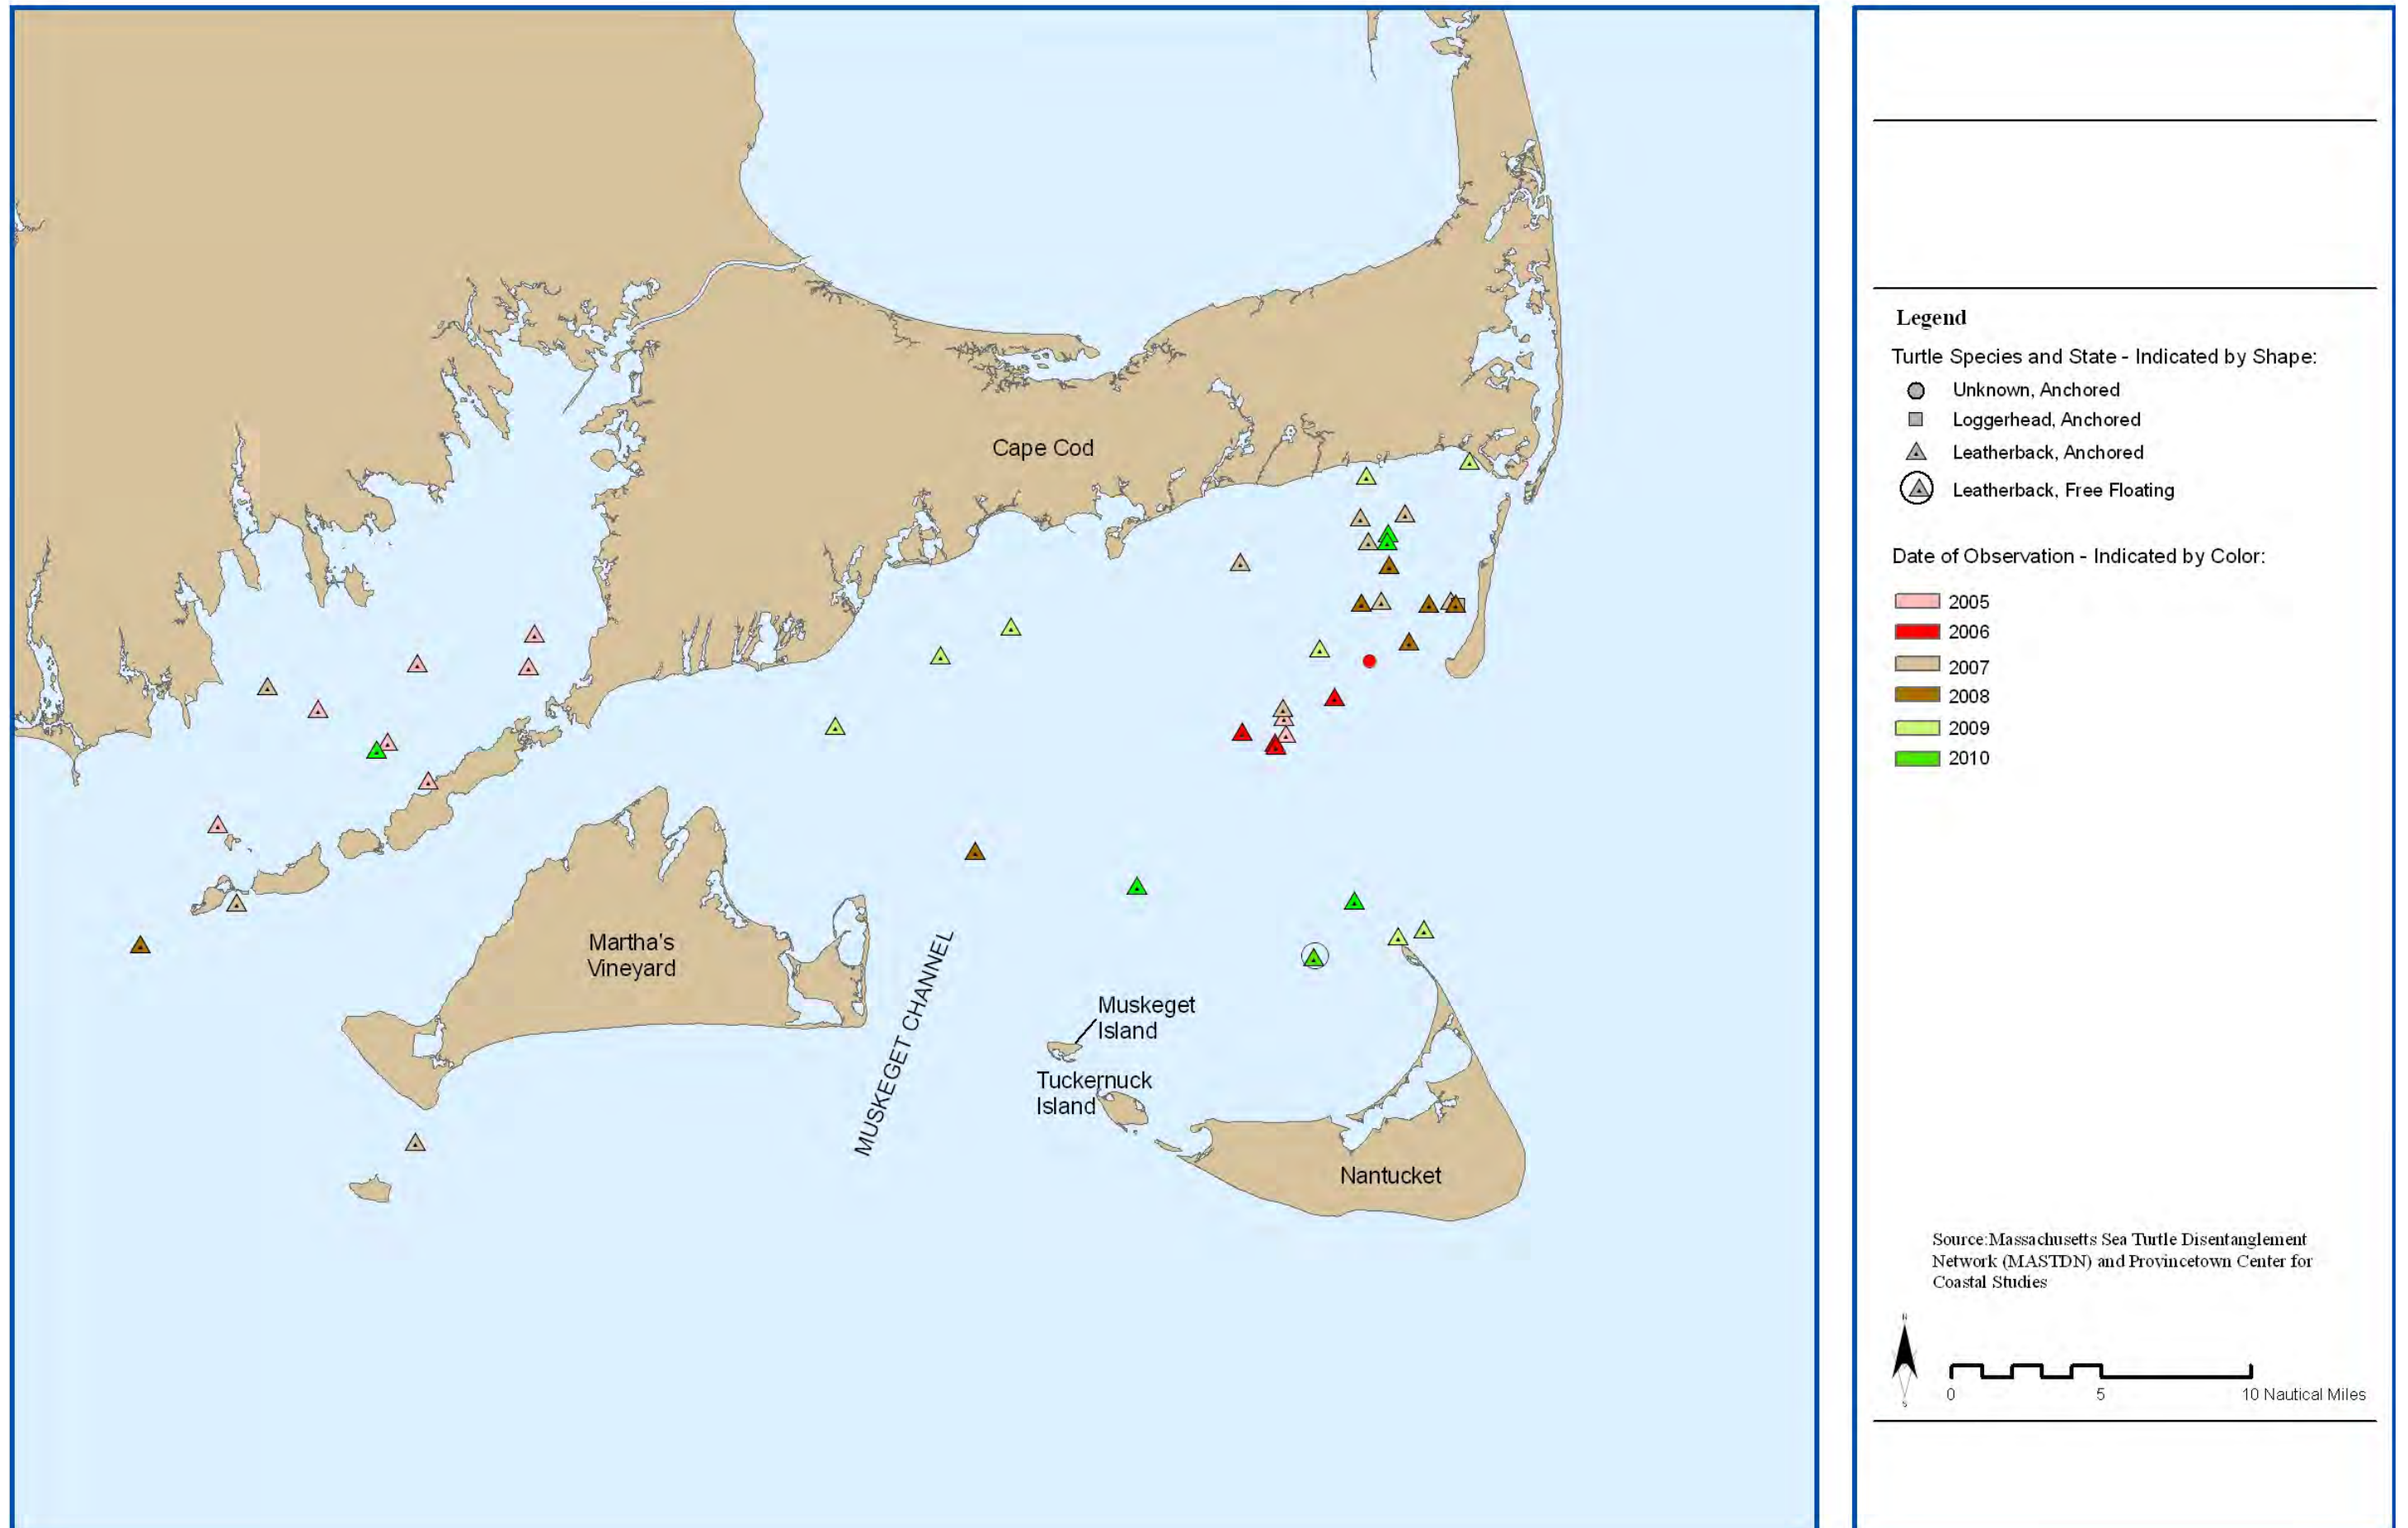 Cape Cod
Martha's
Vineyard
MUSKEGET CHANNEL
Muskeget
Island
Tuckernuck
Island
Nantucket
Legend
Turtle Species and State - Indicated by Shape:
Unknown, Anchored
Loggerhead, Anchored
Leatherback, Anchored
Leatherback, Free Floating
Date of Observation - Indicated by Color:
2005
2006
2007
2008
2009
2010
Source:Massachusetts Sea Turtle Disentanglement
Network (MASTDN) and Provincetown Center for
Coastal Studies
N
S
0 5 10 Nautical Miles